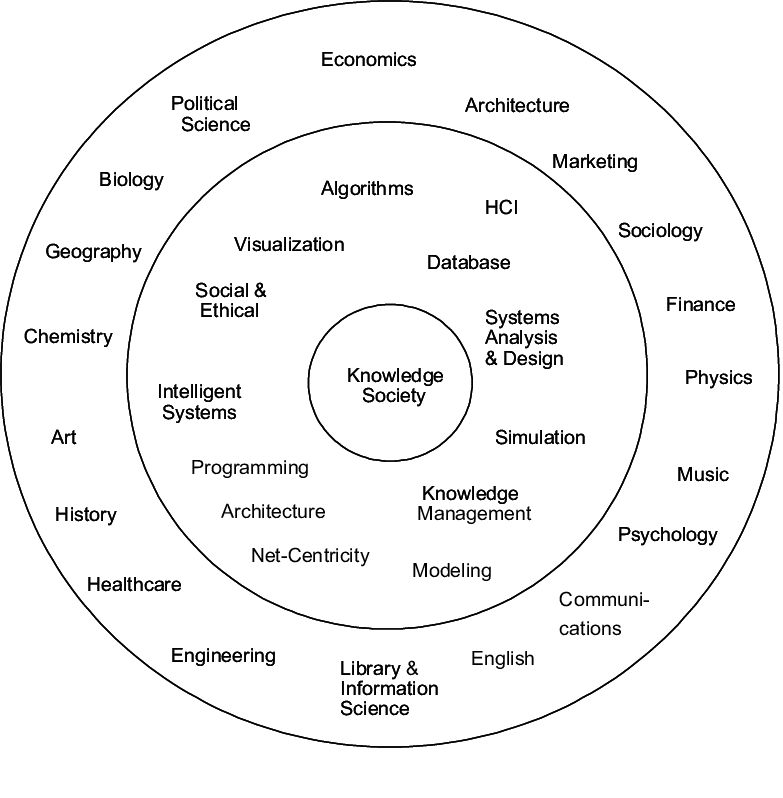 Economics
Political
Science
Architecture
Marketing
Biology
Algorithms
HCI
Sociology
Visualization
Geography
Database
Social &
Ethical
Finance
Systems
Analysis
& Design
Chemistry
Knowledge
Society
Physics
Intelligent
Systems
Art
Simulation
Programming
Music
Knowledge
Management
History
Architecture
Psychology
Net-Centricity
Modeling
Healthcare
Communi-
cations
Engineering
Library &
Information
Science
English